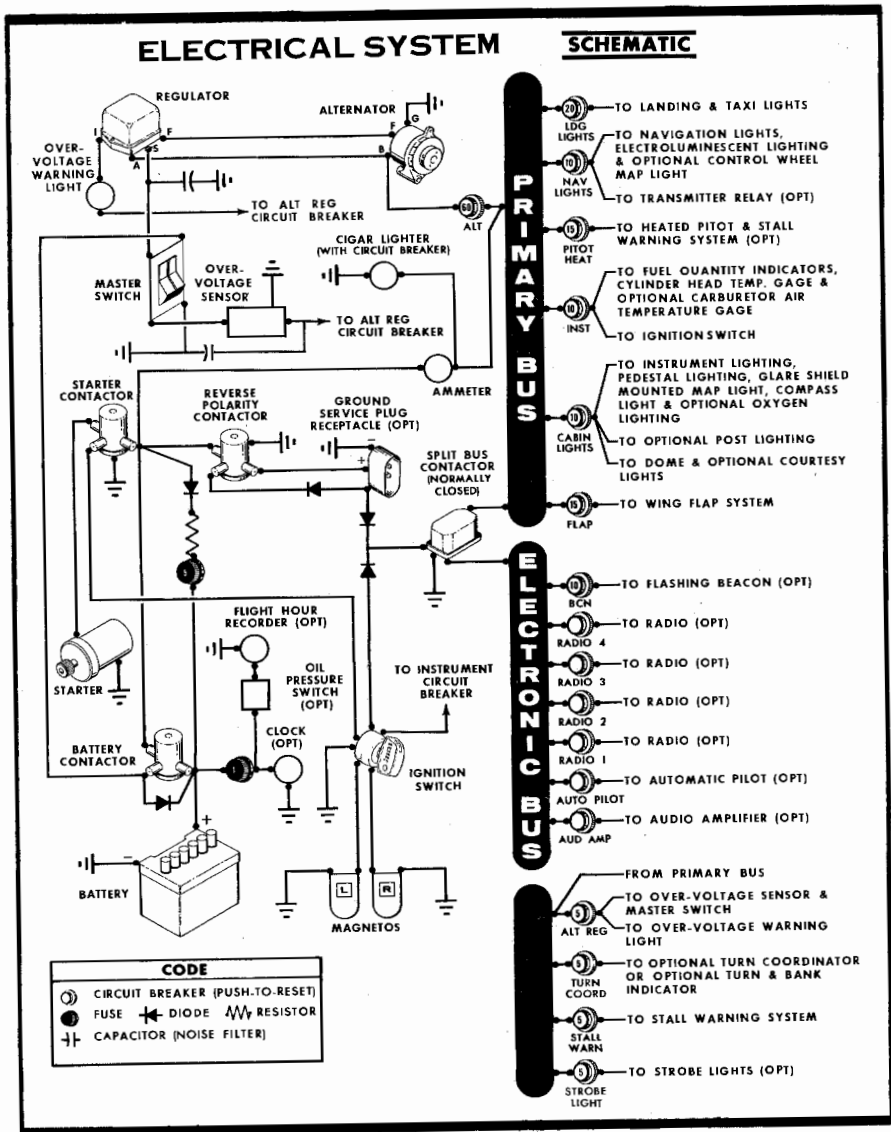 ELECTRICAL SYSTEM
SCHEMATIC
REGULATOR
I
F
S
A
OVER-
VOLTAGE
WARNING
LIGHT
ALTERNATOR
G
F
B
TO ALT REG
CIRCUIT BREAKER
60
ALT
CIGAR LIGHTER
(WITH CIRCUIT BREAKER)
MASTER
SWITCH
OVER-
VOLTAGE
SENSOR
TO ALT REG
CIRCUIT BREAKER
AMMETER
STARTER
CONTACTOR
REVERSE
POLARITY
CONTACTOR
GROUND
SERVICE PLUG
RECEPTACLE (OPT)
−
+
SPLIT BUS
CONTACTOR
(NORMALLY
CLOSED)
FLIGHT HOUR
RECORDER (OPT)
OIL
PRESSURE
SWITCH
(OPT)
TO INSTRUMENT
CIRCUIT
BREAKER
STARTER
BATTERY
CONTACTOR
CLOCK
(OPT)
IGNITION
SWITCH
+
−
BATTERY
L
R
MAGNETOS
CODE
CIRCUIT BREAKER (PUSH-TO-RESET)
FUSE DIODE RESISTOR
CAPACITOR (NOISE FILTER)
PRIMARY BUS
20
LDG
LIGHTS
TO LANDING & TAXI LIGHTS
10
NAV
LIGHTS
TO NAVIGATION LIGHTS,
ELECTROLUMINESCENT LIGHTING
& OPTIONAL CONTROL WHEEL
MAP LIGHT
TO TRANSMITTER RELAY (OPT)
15
PITOT
HEAT
TO HEATED PITOT & STALL
WARNING SYSTEM (OPT)
10
INST
TO FUEL QUANTITY INDICATORS,
CYLINDER HEAD TEMP. GAGE &
OPTIONAL CARBURETOR AIR
TEMPERATURE GAGE
TO IGNITION SWITCH
10
CABIN
LIGHTS
TO INSTRUMENT LIGHTING,
PEDESTAL LIGHTING, GLARE SHIELD
MOUNTED MAP LIGHT, COMPASS
LIGHT & OPTIONAL OXYGEN
LIGHTING
TO OPTIONAL POST LIGHTING
TO DOME & OPTIONAL COURTESY
LIGHTS
15
FLAP
TO WING FLAP SYSTEM
ELECTRONIC BUS
10
BCN
TO FLASHING BEACON (OPT)
RADIO 4
TO RADIO (OPT)
RADIO 3
TO RADIO (OPT)
RADIO 2
TO RADIO (OPT)
RADIO 1
TO RADIO (OPT)
AUTO PILOT
TO AUTOMATIC PILOT (OPT)
AUD AMP
TO AUDIO AMPLIFIER (OPT)
FROM PRIMARY BUS
5
ALT REG
TO OVER-VOLTAGE SENSOR &
MASTER SWITCH
TO OVER-VOLTAGE WARNING
LIGHT
5
TURN
COORD
TO OPTIONAL TURN COORDINATOR
OR OPTIONAL TURN & BANK
INDICATOR
5
STALL
WARN
TO STALL WARNING SYSTEM
5
STROBE
LIGHT
TO STROBE LIGHTS (OPT)